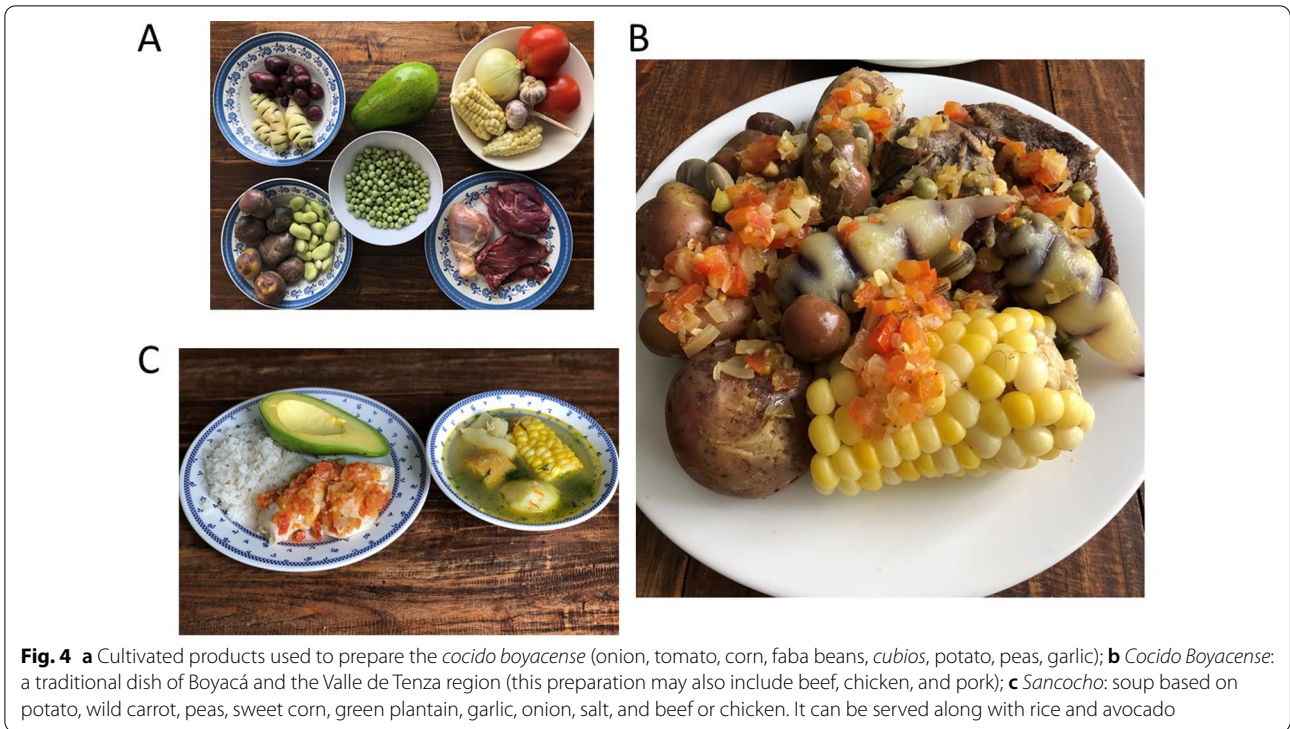 A
B
C
Fig. 4 a Cultivated products used to prepare the cocido boyacense (onion, tomato, corn, faba beans, cubios, potato, peas, garlic); b Cocido Boyacense:
a traditional dish of Boyacá and the Valle de Tenza region (this preparation may also include beef, chicken, and pork); c Sancocho: soup based on
potato, wild carrot, peas, sweet corn, green plantain, garlic, onion, salt, and beef or chicken. It can be served along with rice and avocado